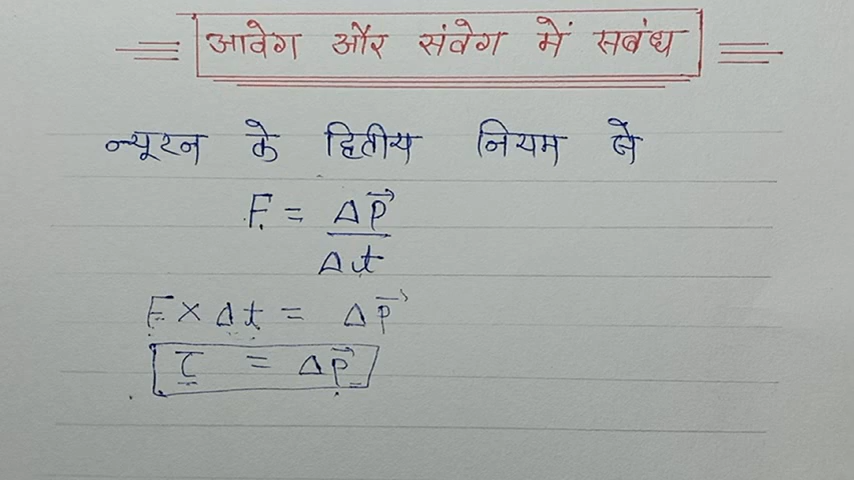 आवेग और संवेग में सबंध
न्यूटन के द्वितीय नियम से
F = Δp⃗ / Δt
F × Δt = Δp⃗
τ = Δp⃗